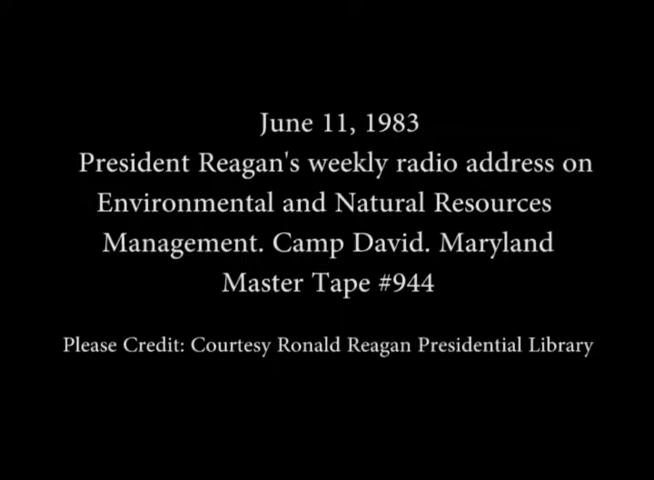 June 11, 1983
President Reagan's weekly radio address on
Environmental and Natural Resources
Management. Camp David. Maryland
Master Tape #944
Please Credit: Courtesy Ronald Reagan Presidential Library